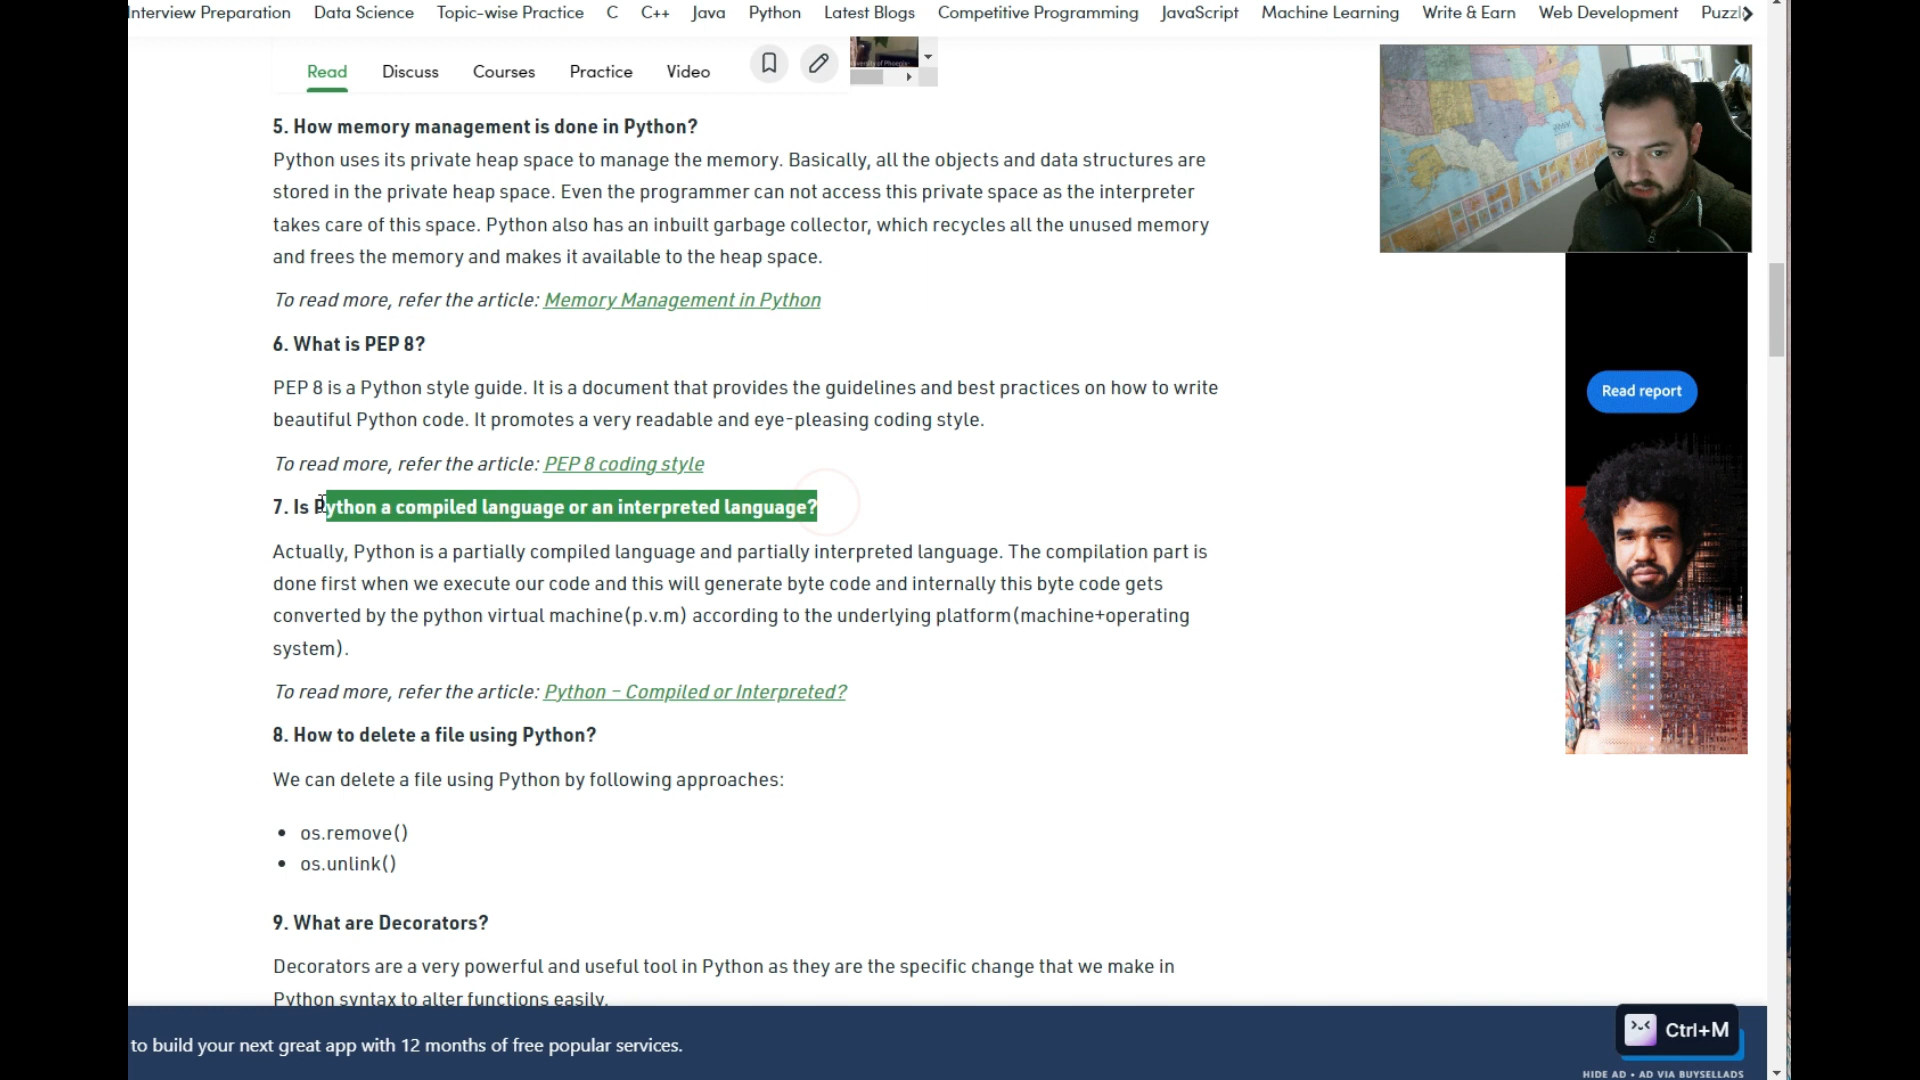 Interview Preparation Data Science Topic-wise Practice C C++ Java Python Latest Blogs Competitive Programming JavaScript Machine Learning Write & Earn Web Development Puzzl
Read Discuss Courses Practice Video
5. How memory management is done in Python?
Python uses its private heap space to manage the memory. Basically, all the objects and data structures are
stored in the private heap space. Even the programmer can not access this private space as the interpreter
takes care of this space. Python also has an inbuilt garbage collector, which recycles all the unused memory
and frees the memory and makes it available to the heap space.
To read more, refer the article: Memory Management in Python
6. What is PEP 8?
PEP 8 is a Python style guide. It is a document that provides the guidelines and best practices on how to write
beautiful Python code. It promotes a very readable and eye-pleasing coding style.
Read report
To read more, refer the article: PEP 8 coding style
7. Is Python a compiled language or an interpreted language?
Actually, Python is a partially compiled language and partially interpreted language. The compilation part is
done first when we execute our code and this will generate byte code and internally this byte code gets
converted by the python virtual machine(p.v.m) according to the underlying platform(machine+operating
system).
To read more, refer the article: Python – Compiled or Interpreted?
8. How to delete a file using Python?
We can delete a file using Python by following approaches:
• os.remove()
• os.unlink()
9. What are Decorators?
Decorators are a very powerful and useful tool in Python as they are the specific change that we make in
Python syntax to alter functions easily.
to build your next great app with 12 months of free popular services.
Ctrl+M
HIDE AD • AD VIA BUYSELLADS